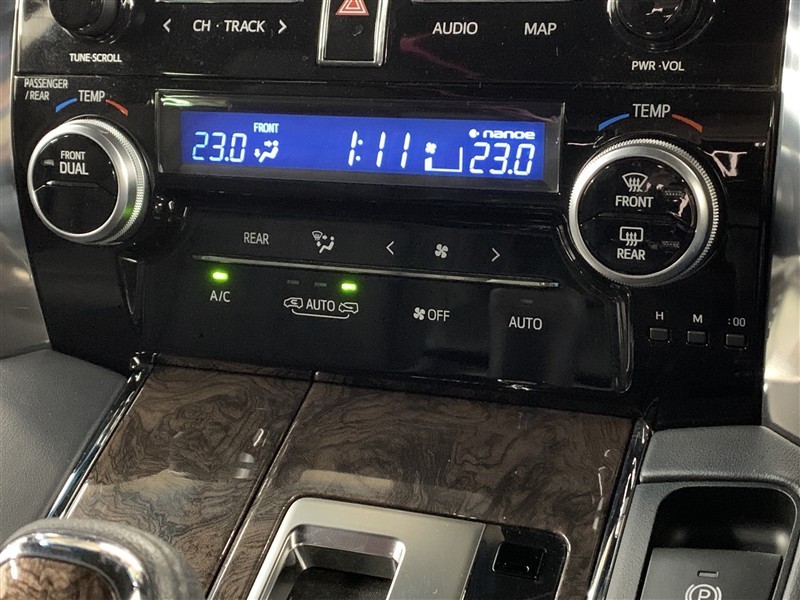 CH · TRACK
AUDIO
MAP
TUNE·SCROLL
PWR·VOL
PASSENGER
/REAR
TEMP
TEMP
FRONT
nanoe
23.0
1:11
23.0
FRONT
DUAL
FRONT
REAR
REAR
A/C
AUTO
OFF
AUTO
H
M
:00
P